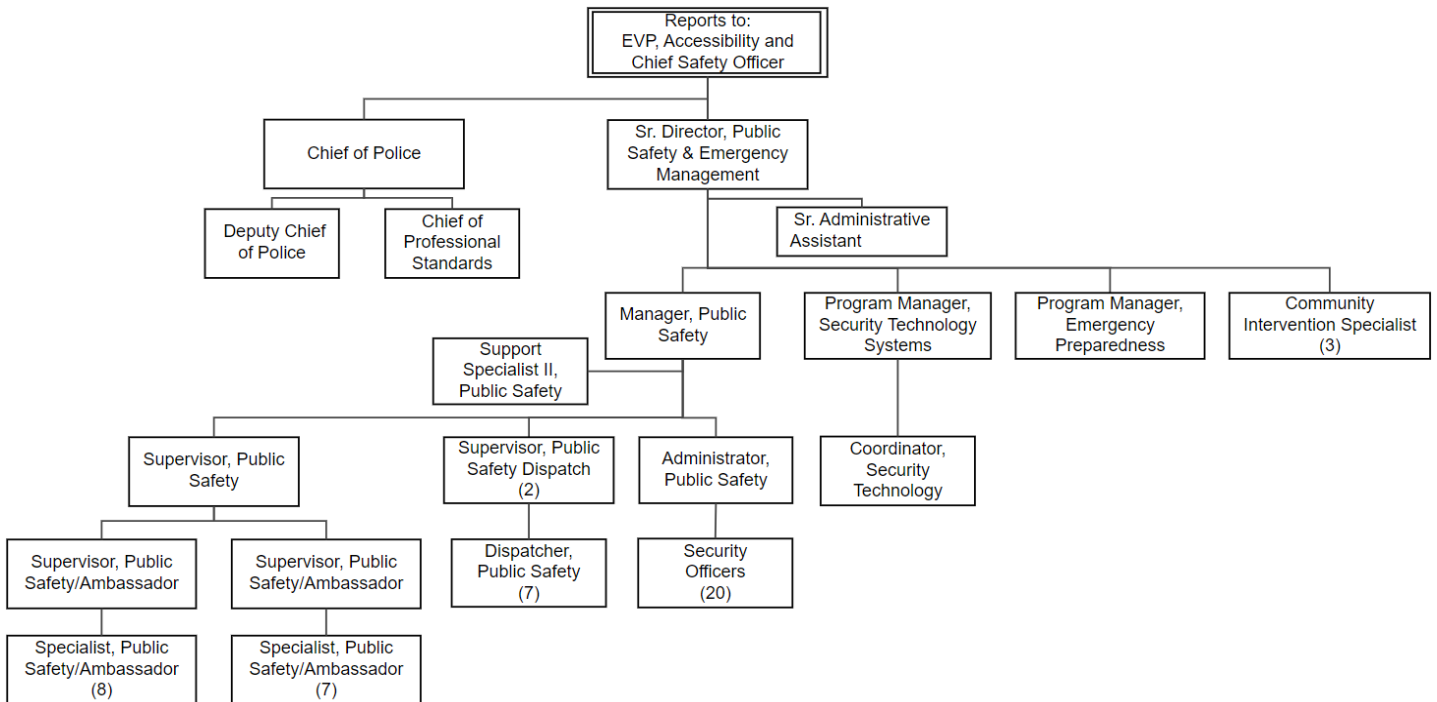 Reports to:
EVP, Accessibility and
Chief Safety Officer
Chief of Police
Sr. Director, Public
Safety & Emergency
Management
Deputy Chief
of Police
Chief of
Professional
Standards
Sr. Administrative
Assistant
Manager, Public
Safety
Program Manager,
Security Technology
Systems
Program Manager,
Emergency
Preparedness
Community
Intervention Specialist
(3)
Support
Specialist II,
Public Safety
Supervisor, Public
Safety
Supervisor, Public
Safety Dispatch
(2)
Administrator,
Public Safety
Coordinator,
Security
Technology
Supervisor, Public
Safety/Ambassador
Supervisor, Public
Safety/Ambassador
Dispatcher,
Public Safety
(7)
Security
Officers
(20)
Specialist, Public
Safety/Ambassador
(8)
Specialist, Public
Safety/Ambassador
(7)